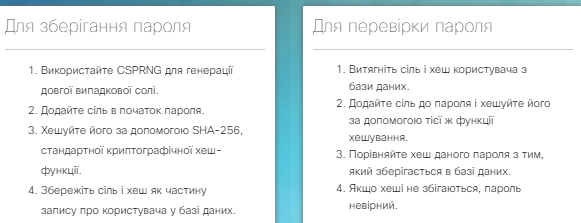 Для зберігання пароля
1. Використайте CSPRNG для генерації
довгої випадкової солі.
2. Додайте сіль в початок пароля.
3. Хешуйте його за допомогою SHA-256,
стандартної криптографічної хеш-
функції.
4. Збережіть сіль і хеш як частину
запису про користувача у базі даних.
Для перевірки пароля
1. Витягніть сіль і хеш користувача з
бази даних.
2. Додайте сіль до пароля і хешуйте його
за допомогою тієї ж функції
хешування.
3. Порівняйте хеш даного пароля з тим,
який зберігається в базі даних.
4. Якщо хеші не збігаються, пароль
невірний.